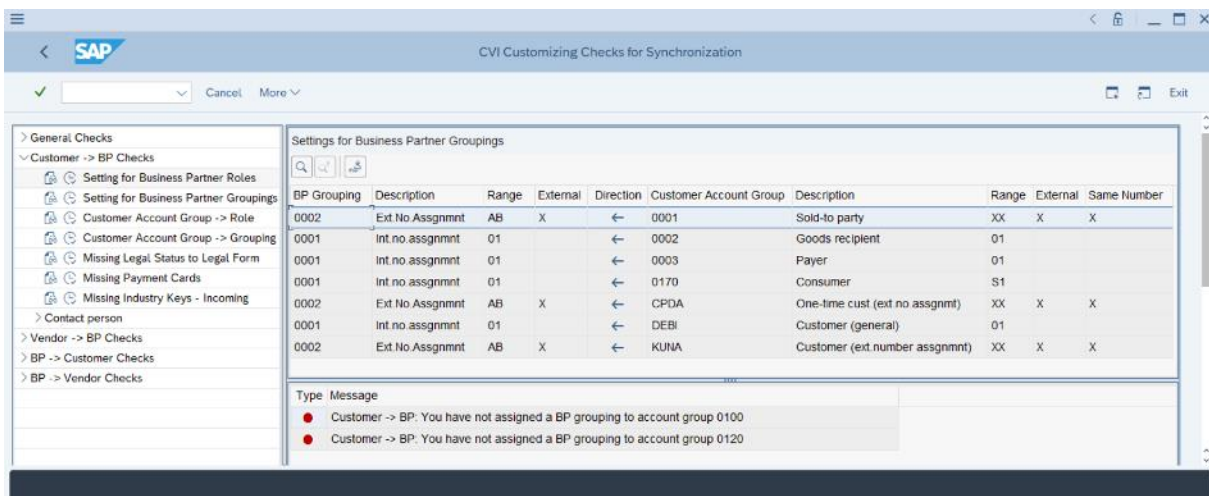 SAP
CVI Customizing Checks for Synchronization
Cancel More
Exit
General Checks
Customer -> BP Checks
Setting for Business Partner Roles
Setting for Business Partner Groupings
Customer Account Group -> Role
Customer Account Group -> Grouping
Missing Legal Status to Legal Form
Missing Payment Cards
Missing Industry Keys - Incoming
Contact person
Vendor -> BP Checks
BP -> Customer Checks
BP -> Vendor Checks
Settings for Business Partner Groupings
BP Grouping Description Range External Direction Customer Account Group Description Range External Same Number
0002 Ext.No.Assgnmnt AB X ← 0001 Sold-to party XX X X
0001 Int.no.assgnmnt 01 ← 0002 Goods recipient 01
0001 Int.no.assgnmnt 01 ← 0003 Payer 01
0001 Int.no.assgnmnt 01 ← 0170 Consumer S1
0002 Ext.No.Assgnmnt AB X ← CPDA One-time cust (ext.no.assgnmt) XX X X
0001 Int.no.assgnmnt 01 ← DEBI Customer (general) 01
0002 Ext.No.Assgnmnt AB X ← KUNA Customer (ext.number assgnmnt) XX X X
Type Message
Customer -> BP: You have not assigned a BP grouping to account group 0100
Customer -> BP: You have not assigned a BP grouping to account group 0120